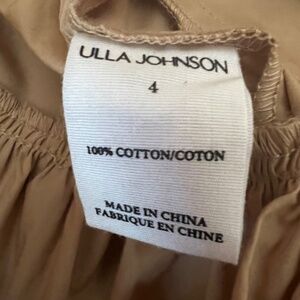 ULLA JOHNSON
4
100% COTTON/COTON
MADE IN CHINA
FABRIQUE EN CHINE